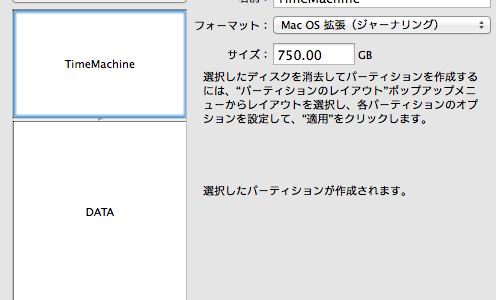 名前： TimeMachine
フォーマット： Mac OS 拡張（ジャーナリング）
サイズ： 750.00 GB
TimeMachine
選択したディスクを消去してパーティションを作成する
には、“パーティションのレイアウト”ポップアップメニ
ューからレイアウトを選択し、各パーティションのオプ
ションを設定して、“適用”をクリックします。
選択したパーティションが作成されます。
DATA